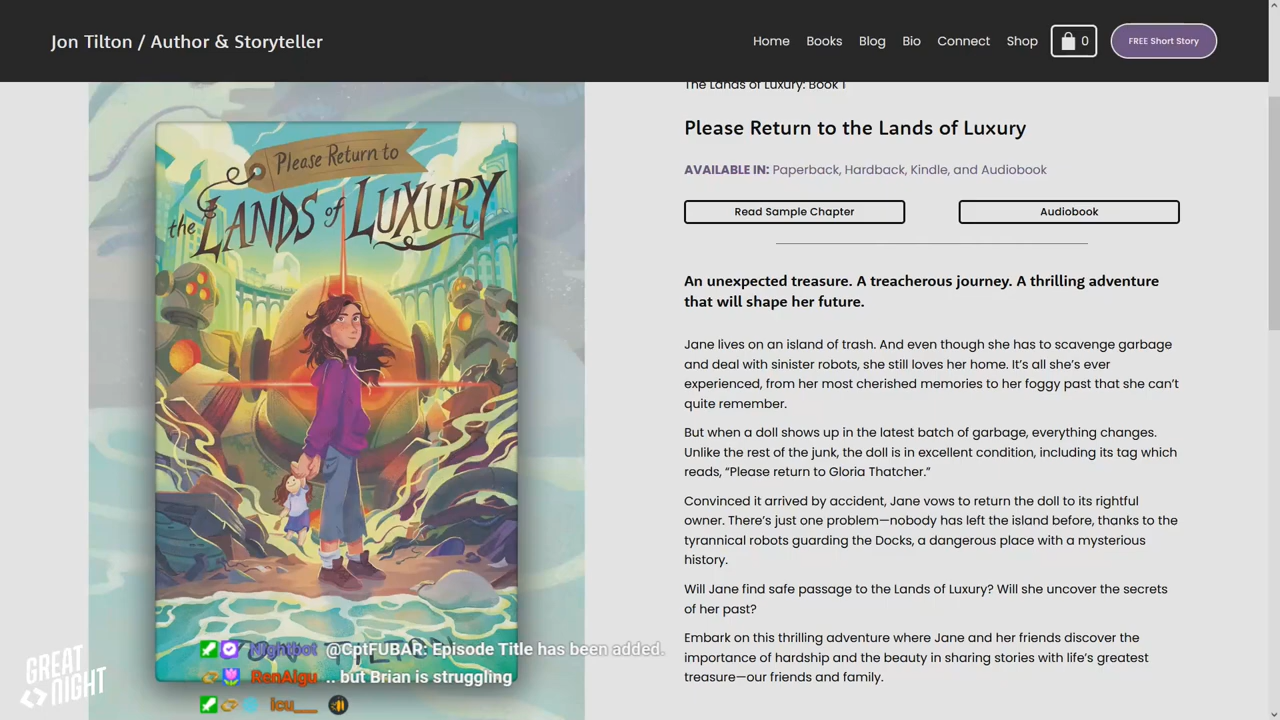 Jon Tilton / Author & Storyteller
Home Books Blog Bio Connect Shop 0 FREE Short Story
The Lands of Luxury: Book 1
Please Return to the Lands of Luxury
AVAILABLE IN: Paperback, Hardback, Kindle, and Audiobook
Read Sample Chapter Audiobook
An unexpected treasure. A treacherous journey. A thrilling adventure
that will shape her future.
Jane lives on an island of trash. And even though she has to scavenge garbage
and deal with sinister robots, she still loves her home. It's all she's ever
experienced, from her most cherished memories to her foggy past that she can't
quite remember.
But when a doll shows up in the latest batch of garbage, everything changes.
Unlike the rest of the junk, the doll is in excellent condition, including its tag which
reads, “Please return to Gloria Thatcher.”
Convinced it arrived by accident, Jane vows to return the doll to its rightful
owner. There's just one problem—nobody has left the island before, thanks to the
tyrannical robots guarding the Docks, a dangerous place with a mysterious
history.
Will Jane find safe passage to the Lands of Luxury? Will she uncover the secrets
of her past?
Embark on this thrilling adventure where Jane and her friends discover the
importance of hardship and the beauty in sharing stories with life's greatest
treasure—our friends and family.
Please Return to
the LANDS of LUXURY
JON TILTON
Nightbot @CptFUBAR: Episode Title has been added.
RenAigu .. but Brian is struggling
icu___
GREAT
NIGHT